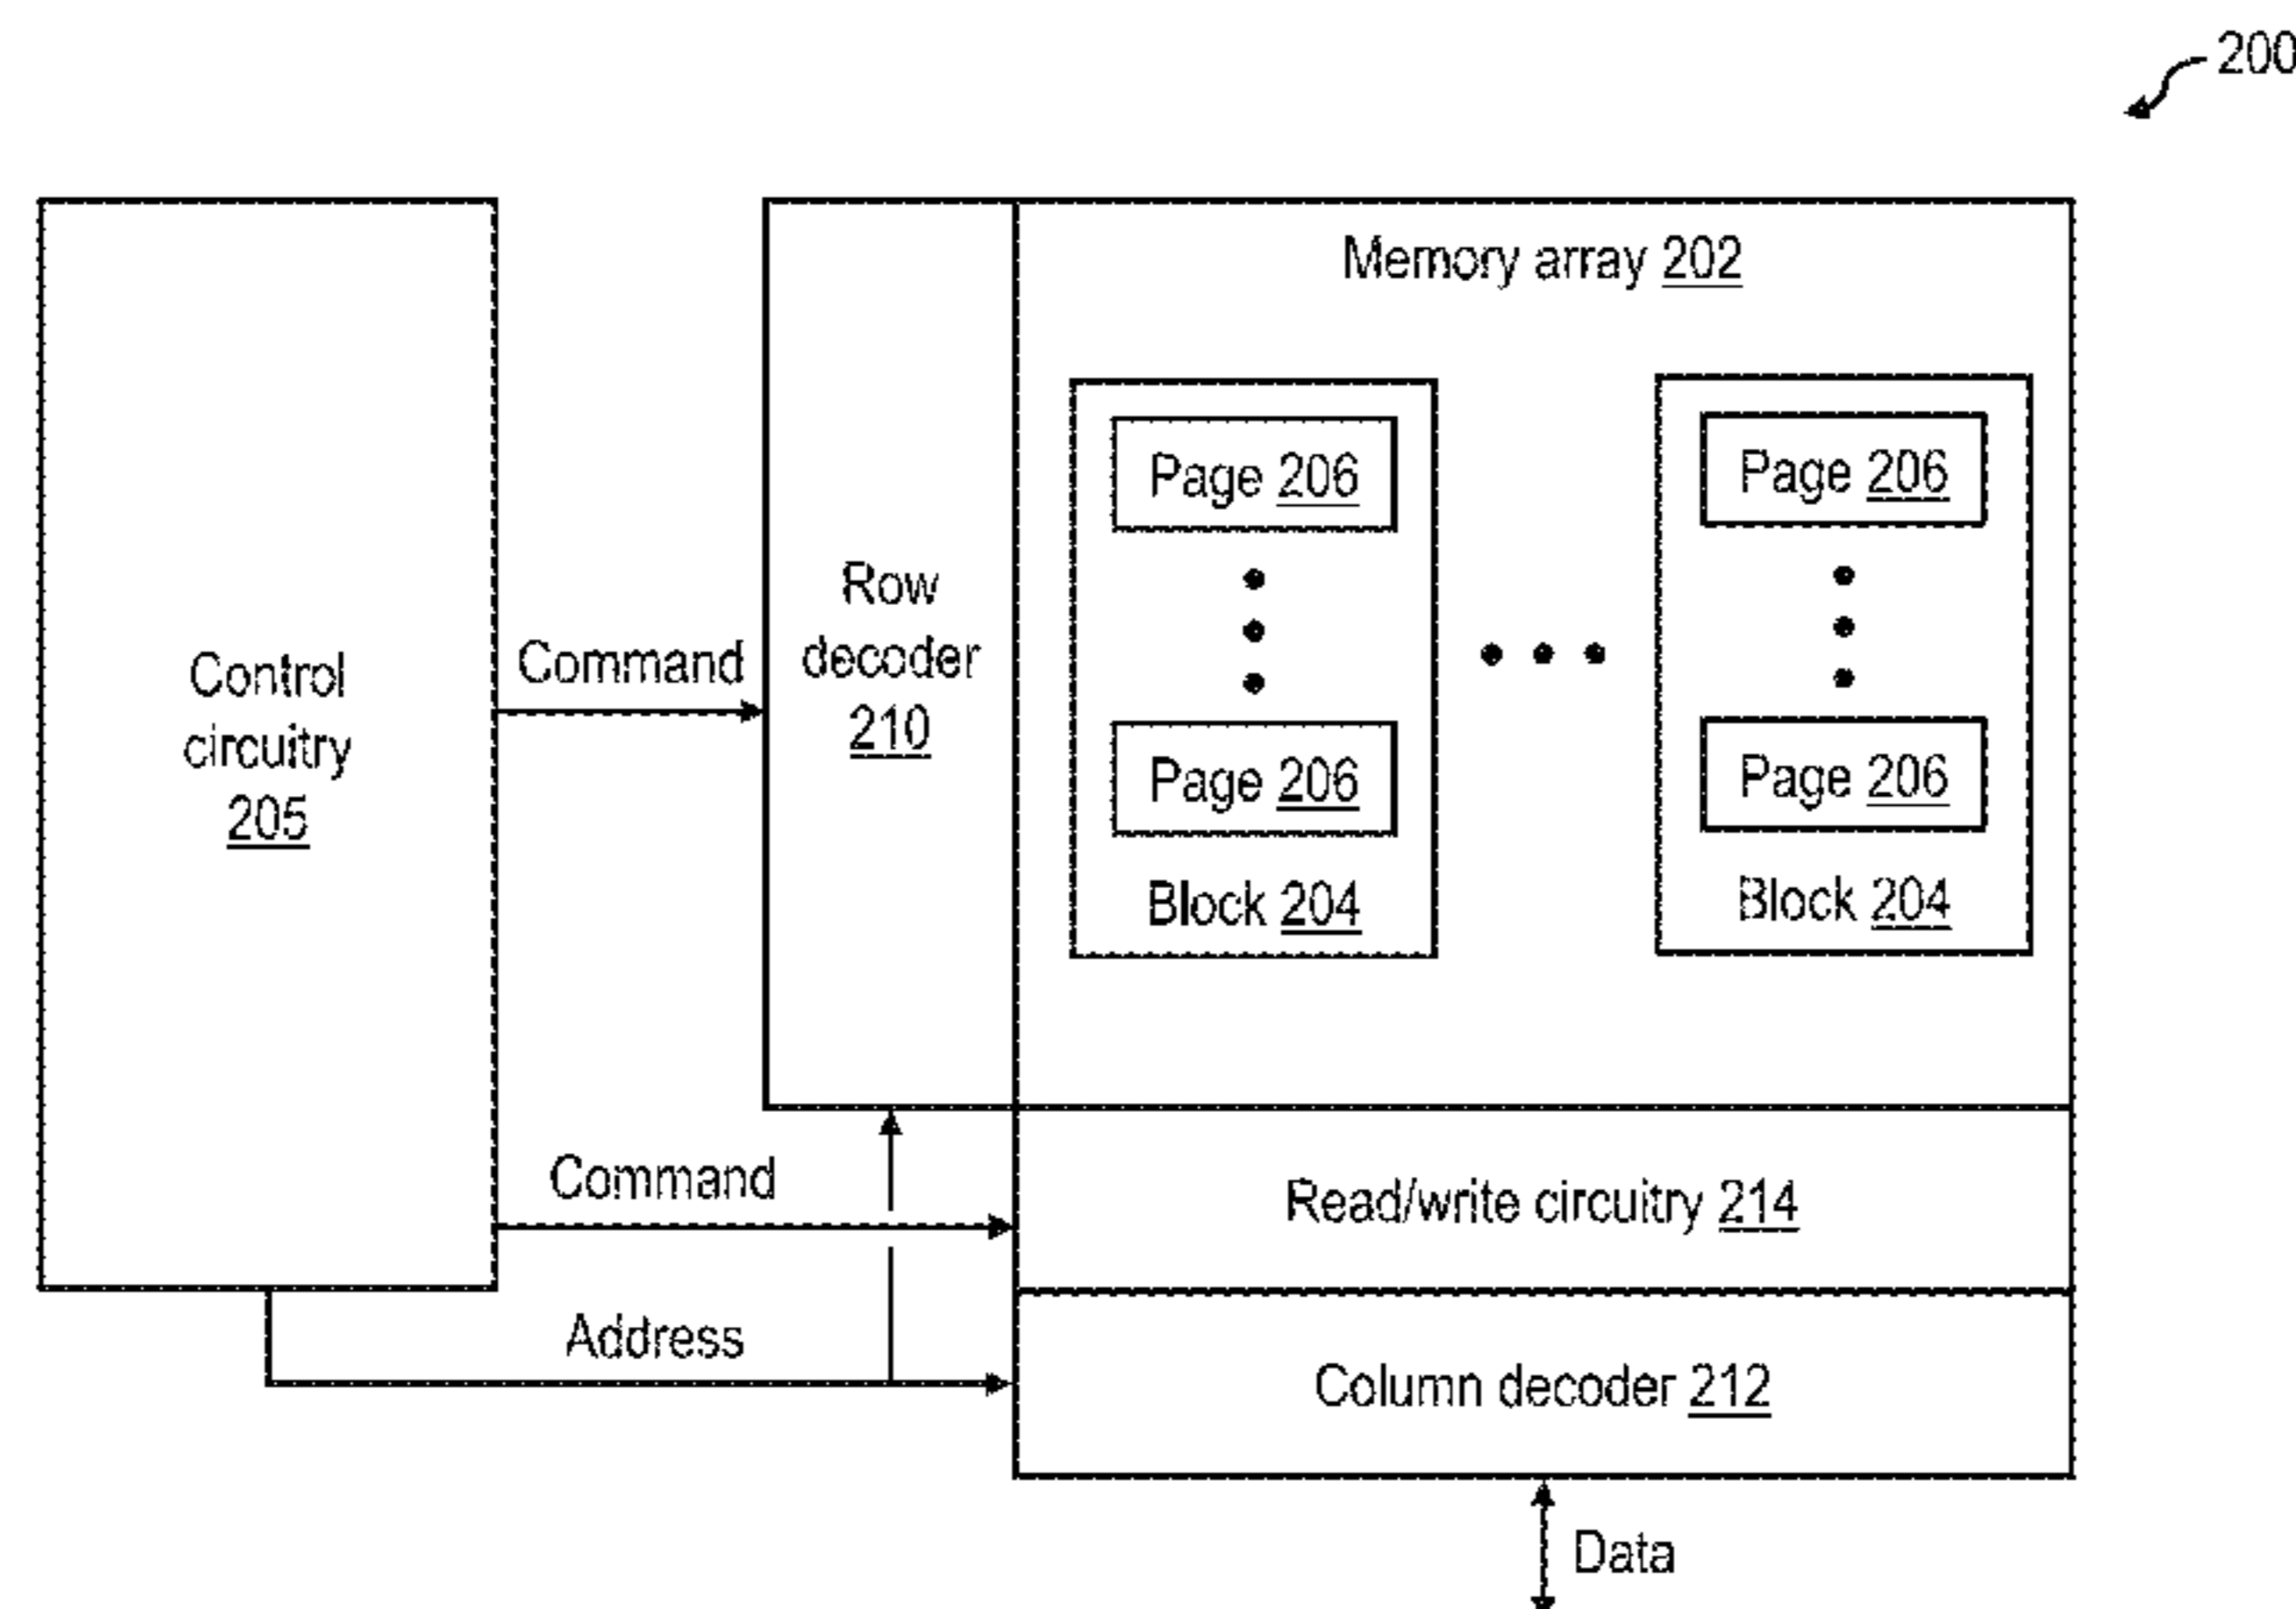 200
Memory array 202
Page 206
Page 206
Row
decoder
210
Command
Control
circuitry
205
Page 206
Page 206
Block 204
Block 204
Command
Read/write circuitry 214
Address
Column decoder 212
Data